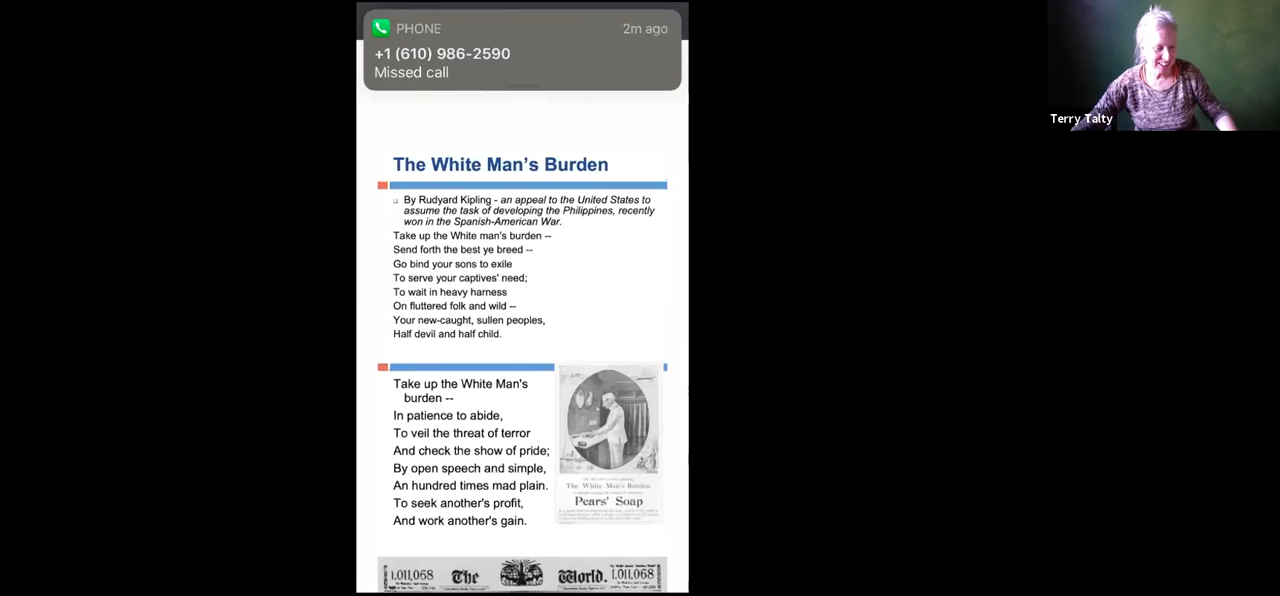 PHONE 2m ago
+1 (610) 986-2590
Missed call
Terry Talty
The White Man's Burden
By Rudyard Kipling - an appeal to the United States to
assume the task of developing the Philippines, recently
won in the Spanish-American War.
Take up the White man's burden --
Send forth the best ye breed --
Go bind your sons to exile
To serve your captives' need;
To wait in heavy harness
On fluttered folk and wild --
Your new-caught, sullen peoples,
Half devil and half child.
Take up the White Man's
burden --
In patience to abide,
To veil the threat of terror
And check the show of pride;
By open speech and simple,
An hundred times mad plain.
To seek another's profit,
And work another's gain.
The White Man's Burden
Pears' Soap
1,011,068 The World. 1,011,068